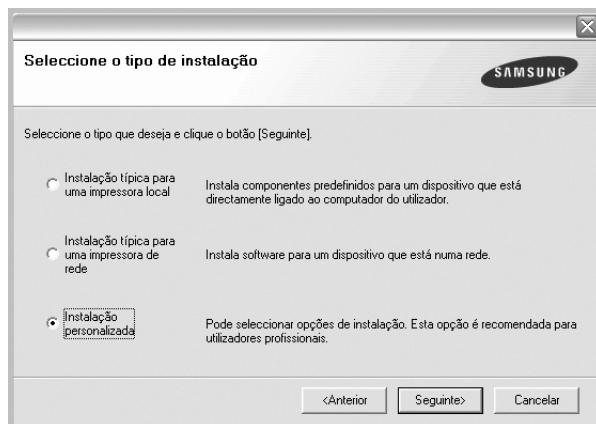 Seleccione o tipo de instalação
SAMSUNG
Seleccione o tipo que deseja e clique o botão [Seguinte].
Instalação típica para
uma impressora local
Instala componentes predefinidos para um dispositivo que está
directamente ligado ao computador do utilizador.
Instalação típica para
uma impressora de
rede
Instala software para um dispositivo que está numa rede.
Instalação
personalizada
Pode seleccionar opções de instalação. Esta opção é recomendada para
utilizadores profissionais.
<Anterior
Seguinte>
Cancelar